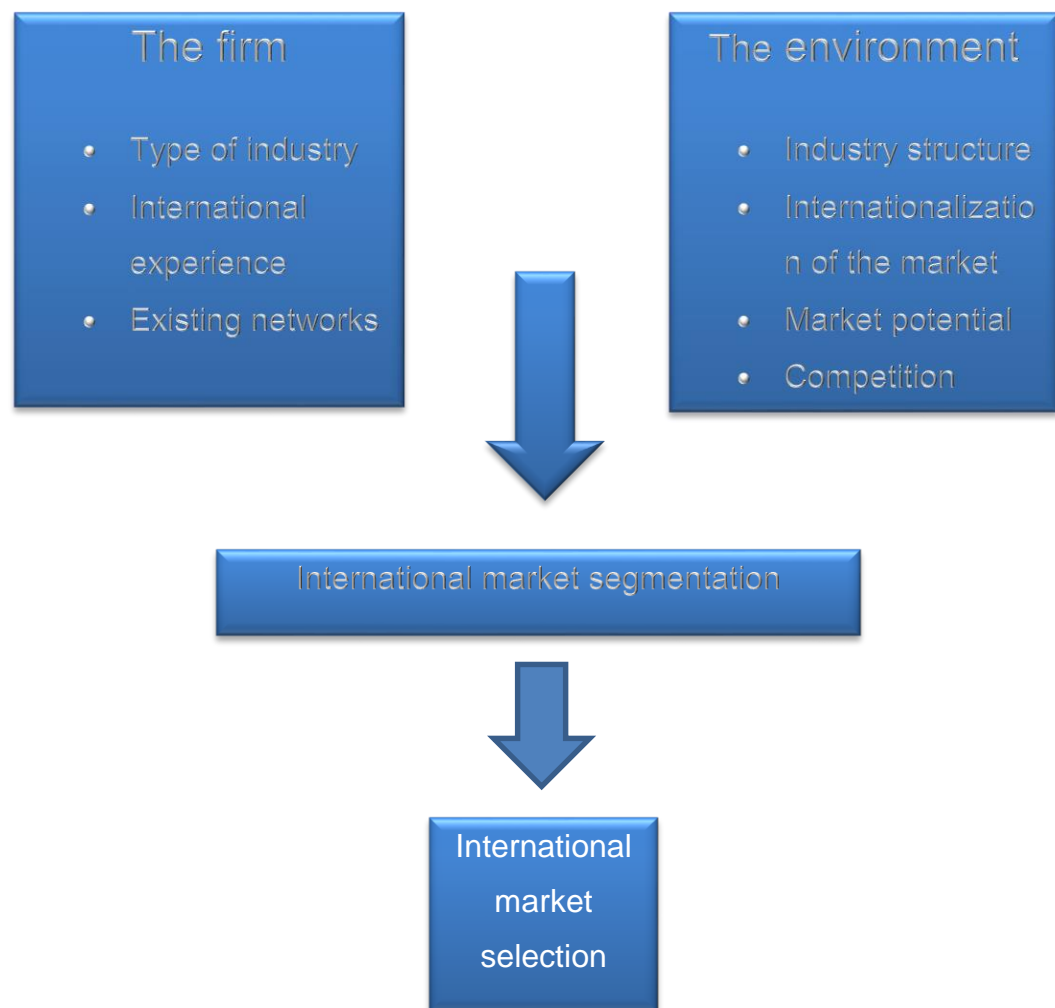 The firm
• Type of industry
• International
experience
• Existing networks
The environment
• Industry structure
• Internationalizatio
n of the market
• Market potential
• Competition
International market segmentation
International
market
selection